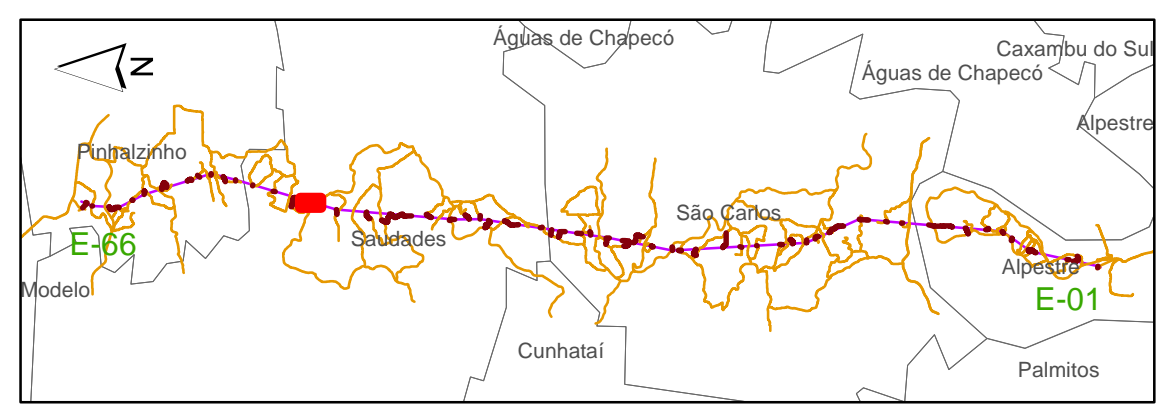 Águas de Chapecó
Caxambu do Sul
N
Águas de Chapecó
Alpestre
Pinhalzinho
São Carlos
E-66
Saudades
Alpestre
Modelo
E-01
Cunhataí
Palmitos